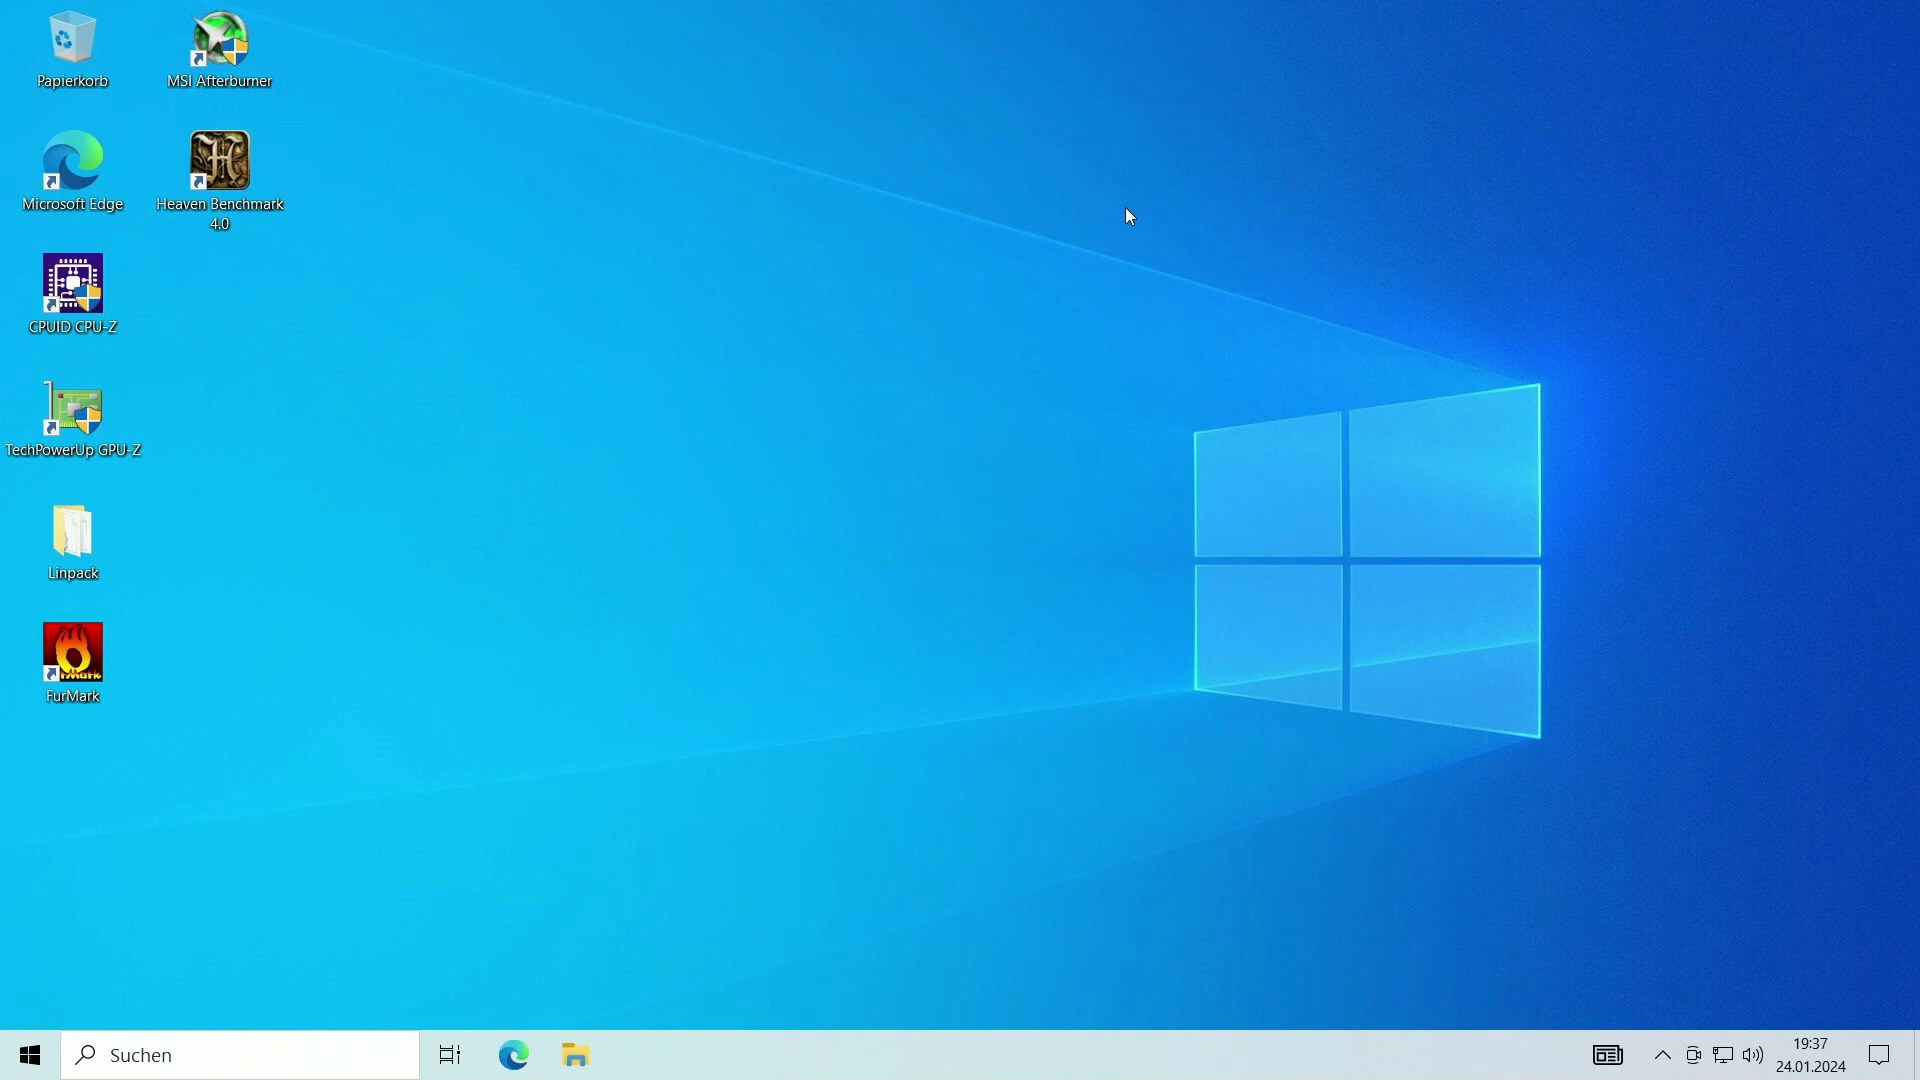 Papierkorb
MSI Afterburner
Microsoft Edge
Heaven Benchmark
4.0
CPUID CPU-Z
TechPowerUp GPU-Z
Linpack
FurMark
Suchen
19:37
24.01.2024